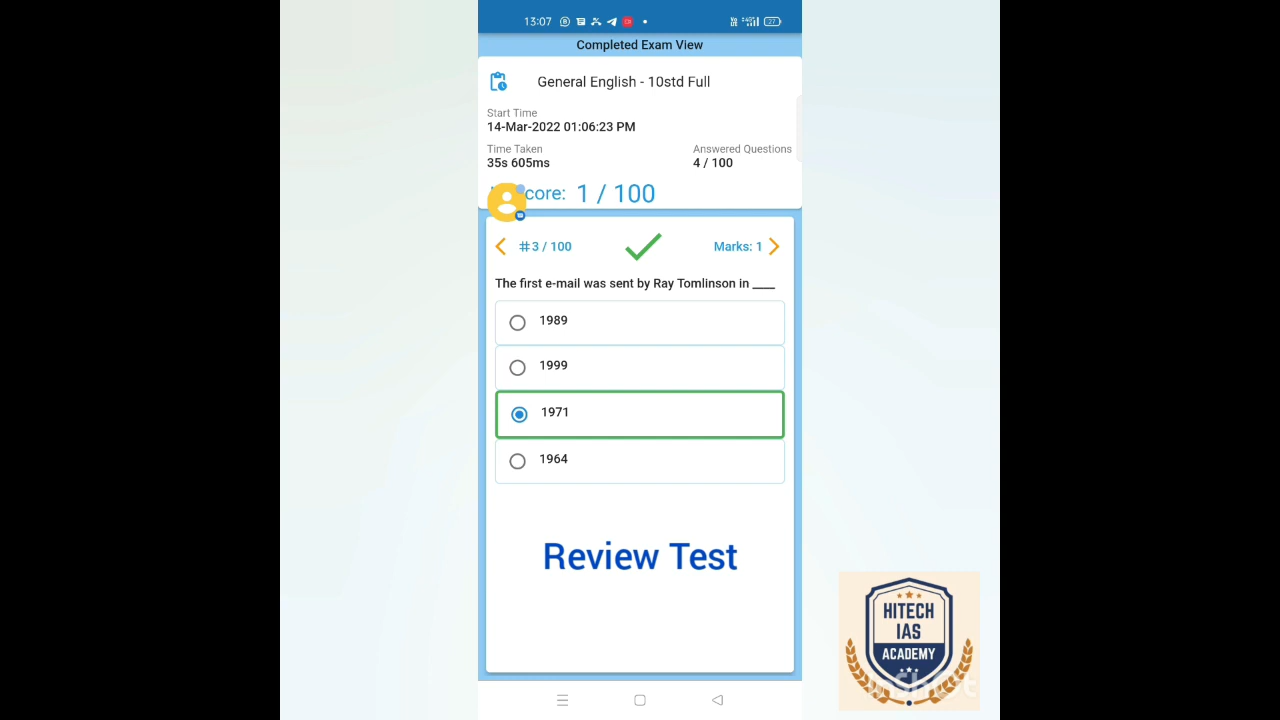 13:07
27
Completed Exam View
General English - 10std Full
Start Time
14-Mar-2022 01:06:23 PM
Time Taken
Answered Questions
35s 605ms
4 / 100
core: 1 / 100
#3 / 100
Marks: 1
The first e-mail was sent by Ray Tomlinson in ____
1989
1999
1971
1964
Review Test
HITECH
IAS
ACADEMY
InShot